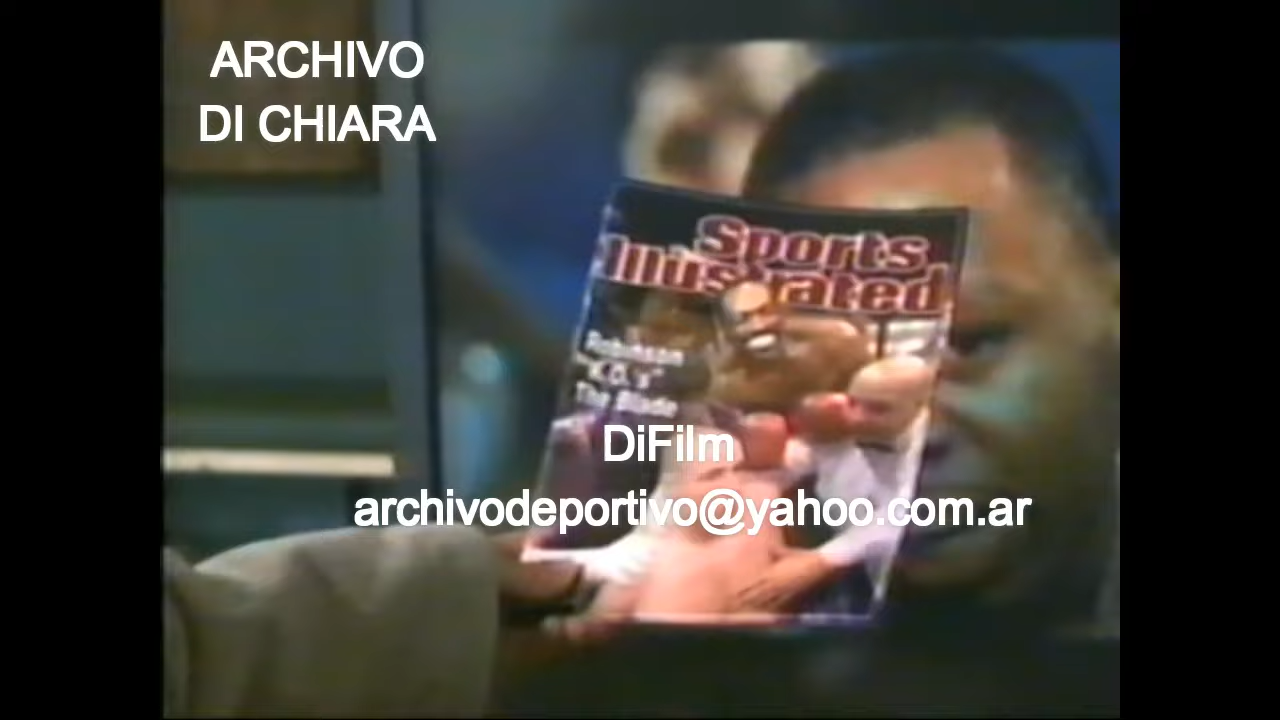 ARCHIVO
DI CHIARA
Sports
Illustrated
Robinson
"K.O.'s"
The Blade
DiFilm
archivodeportivo@yahoo.com.ar